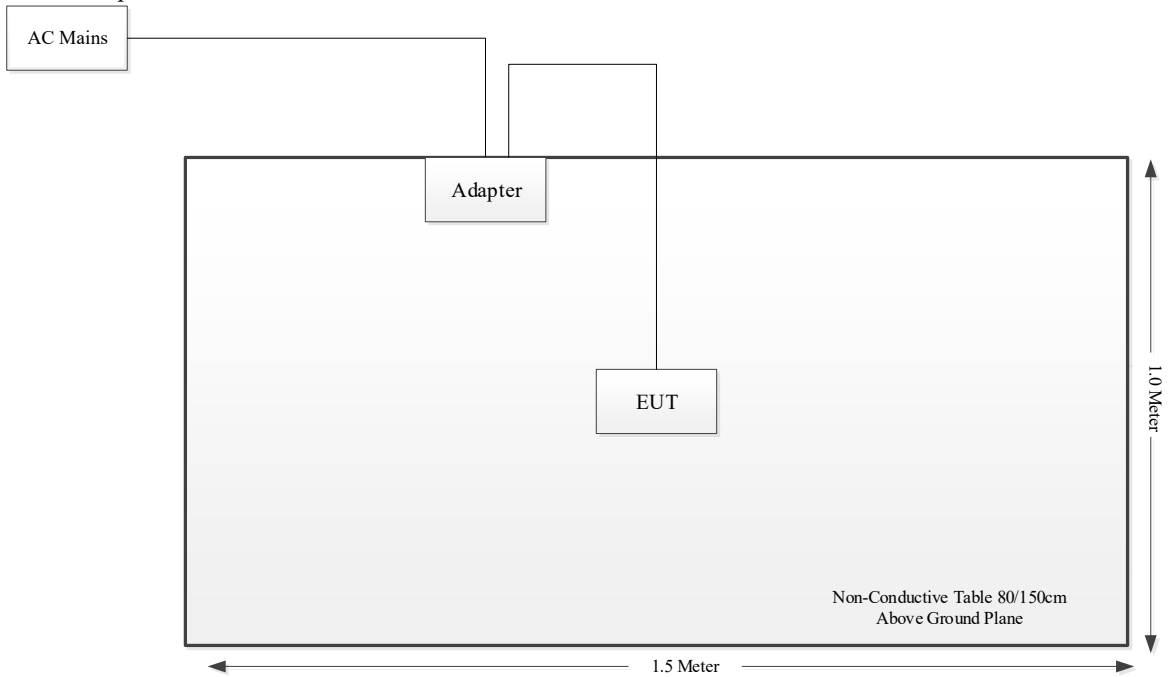 AC Mains
Adapter
EUT
1.0 Meter
Non-Conductive Table 80/150cm
Above Ground Plane
1.5 Meter